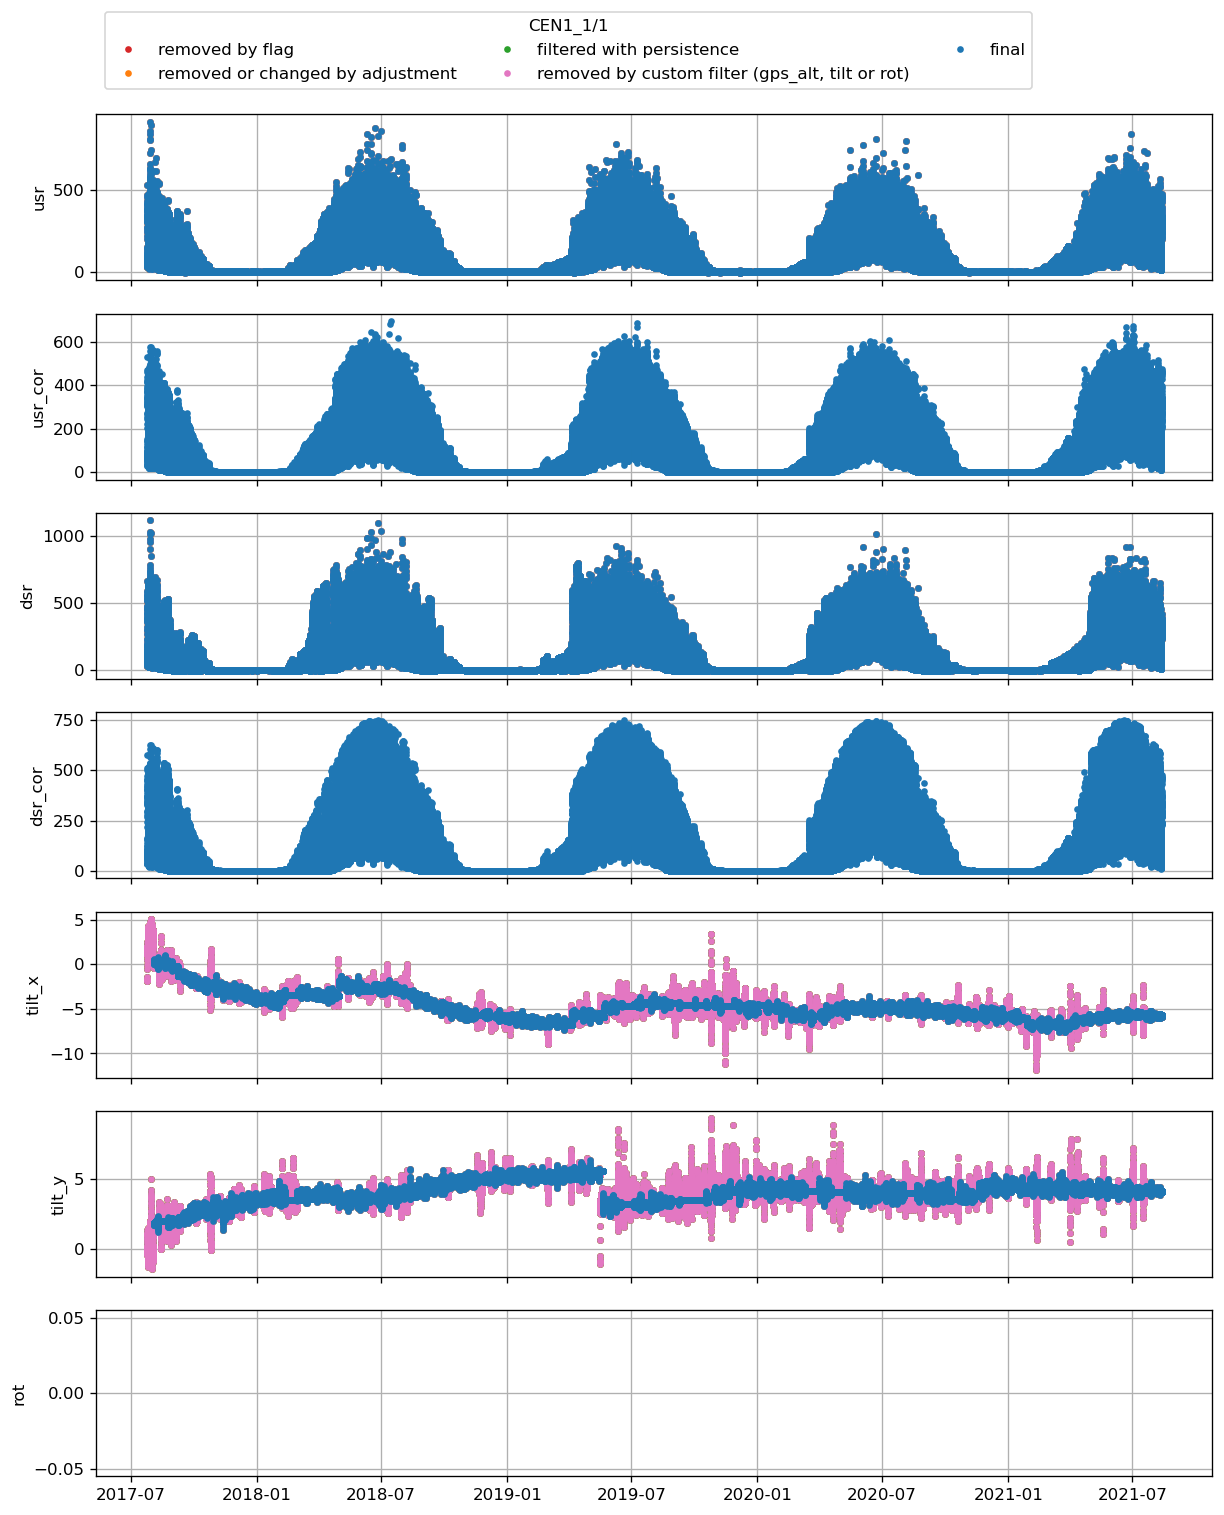 CEN1_1/1
removed by flag
removed or changed by adjustment
filtered with persistence
removed by custom filter (gps_alt, tilt or rot)
final
usr
500
0
usr_cor
600
400
200
0
dsr
1000
500
0
dsr_cor
750
500
250
0
tilt_x
5
0
−5
−10
tilt_y
5
0
rot
0.05
0.00
−0.05
2017-07 2018-01 2018-07 2019-01 2019-07 2020-01 2020-07 2021-01 2021-07